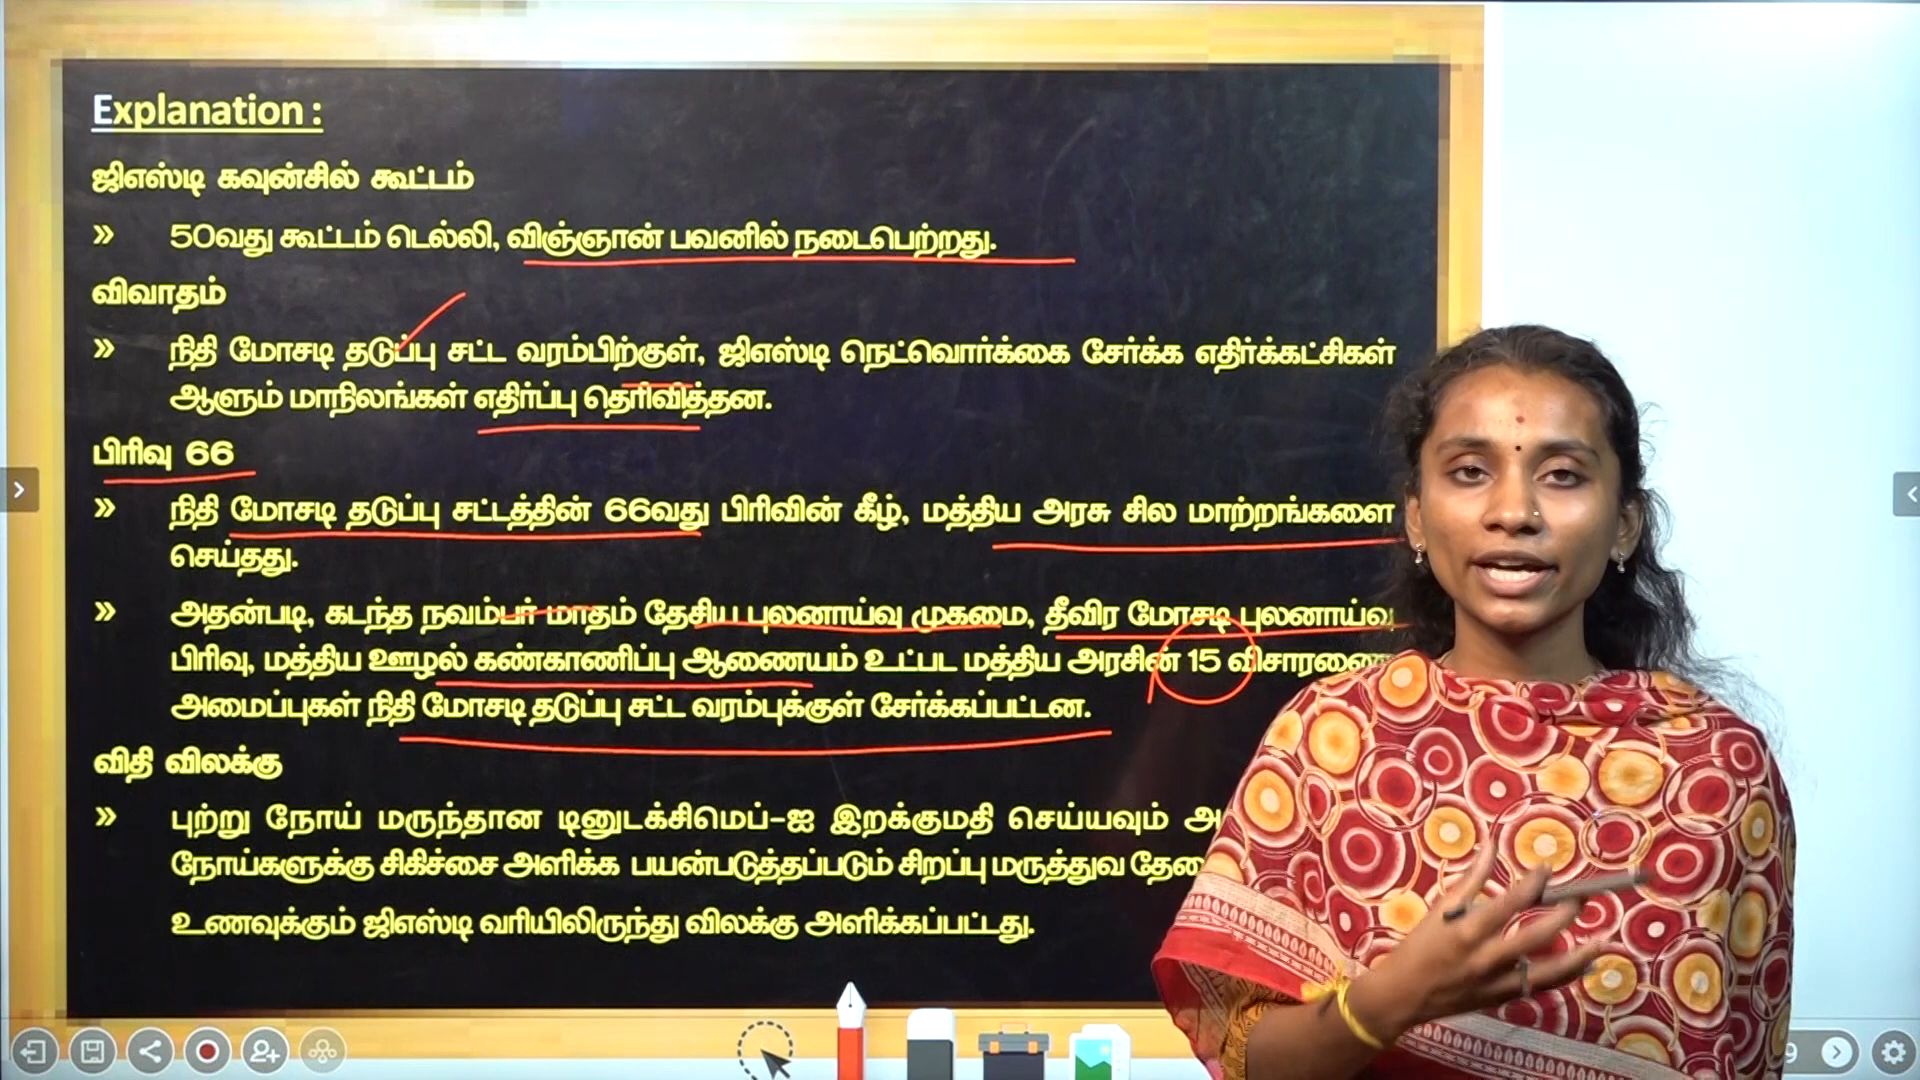 Explanation :
ஜிஎஸ்டி கவுன்சில் கூட்டம்
» 50வது கூட்டம் டெல்லி, விஞ்ஞான் பவனில் நடைபெற்றது.
விவாதம்
» நிதி மோசடி தடுப்பு சட்ட வரம்பிற்குள், ஜிஎஸ்டி நெட்வொர்க்கை சேர்க்க எதிர்க்கட்சிகள்
ஆளும் மாநிலங்கள் எதிர்ப்பு தெரிவித்தன.
பிரிவு 66
» நிதி மோசடி தடுப்பு சட்டத்தின் 66வது பிரிவின் கீழ், மத்திய அரசு சில மாற்றங்களை
செய்தது.
» அதன்படி, கடந்த நவம்பர் மாதம் தேசிய புலனாய்வு முகமை, தீவிர மோசடி புலனாய்வு
பிரிவு, மத்திய ஊழல் கண்காணிப்பு ஆணையம் உட்பட மத்திய அரசின் 15 விசாரணை
அமைப்புகள் நிதி மோசடி தடுப்பு சட்ட வரம்புக்குள் சேர்க்கப்பட்டன.
விதி விலக்கு
» புற்று நோய் மருந்தான டினுடக்சிமெப்-ஐ இறக்குமதி செய்யவும்
நோய்களுக்கு சிகிச்சை அளிக்க பயன்படுத்தப்படும் சிறப்பு மருத்துவ
உணவுக்கும் ஜிஎஸ்டி வரியிலிருந்து விலக்கு அளிக்கப்பட்டது.
9